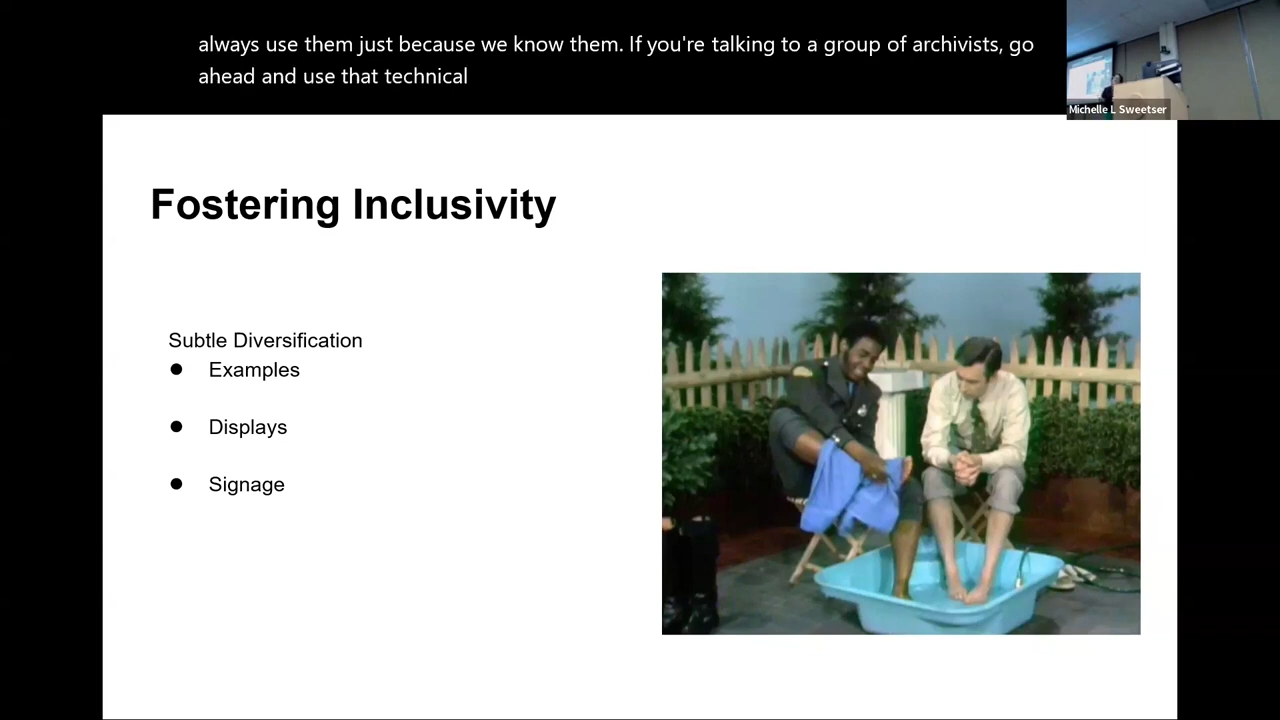 always use them just because we know them. If you're talking to a group of archivists, go
ahead and use that technical
Michelle L Sweetser
Fostering Inclusivity
Subtle Diversification
● Examples
● Displays
● Signage